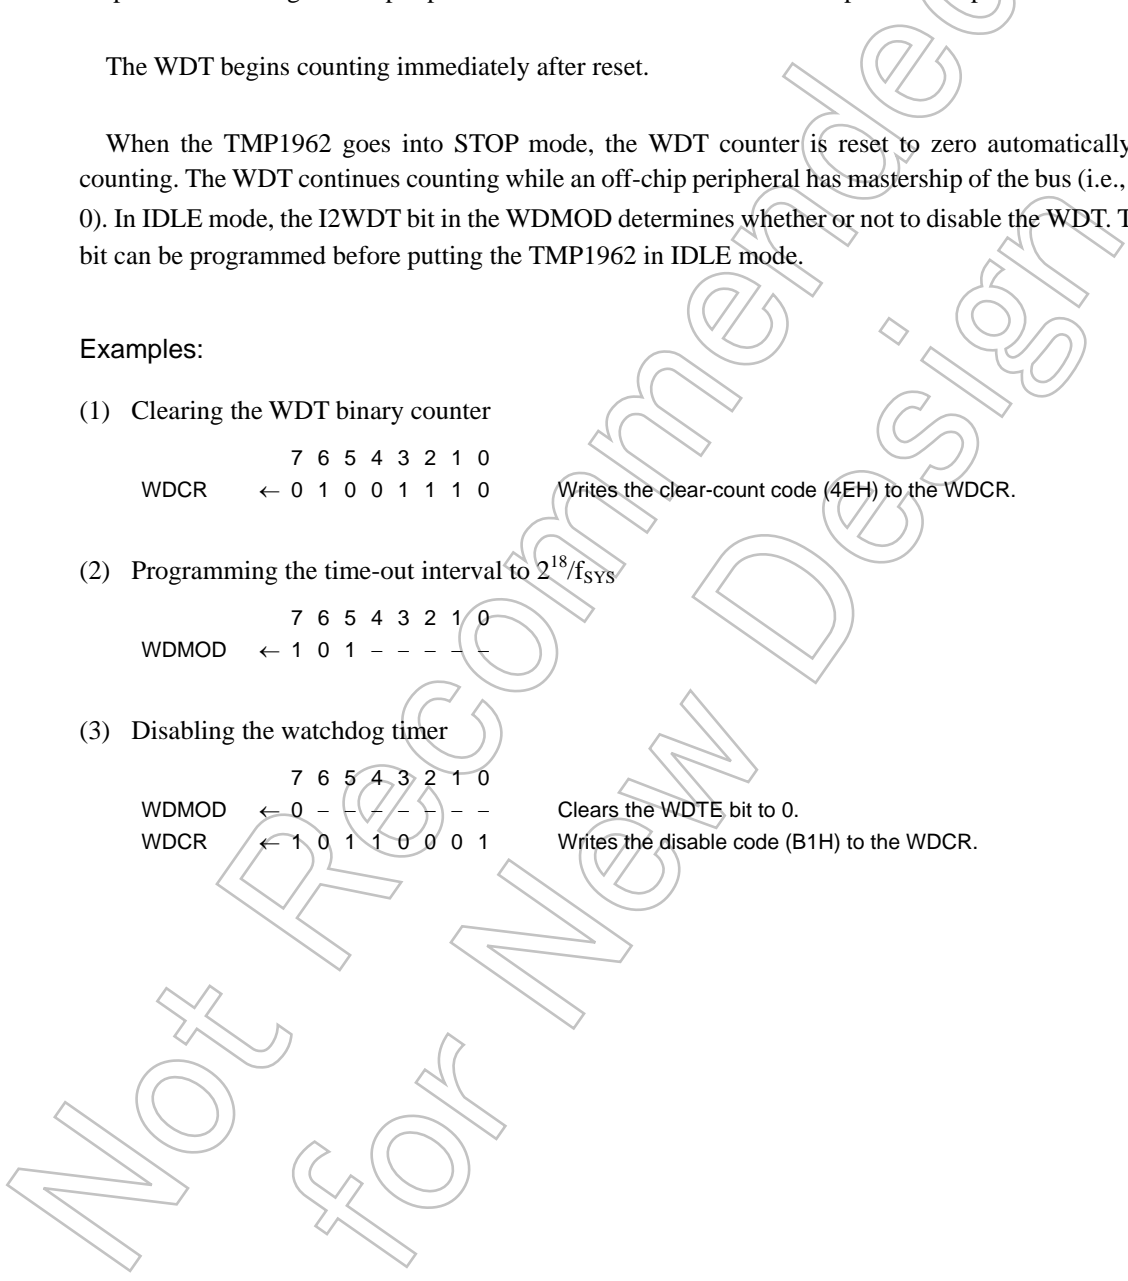 The WDT begins counting immediately after reset.
When the TMP1962 goes into STOP mode, the WDT counter is reset to zero automatically
counting. The WDT continues counting while an off-chip peripheral has mastership of the bus (i.e.,
0). In IDLE mode, the I2WDT bit in the WDMOD determines whether or not to disable the WDT. T
bit can be programmed before putting the TMP1962 in IDLE mode.
Examples:
(1) Clearing the WDT binary counter
7 6 5 4 3 2 1 0
WDCR ← 0 1 0 0 1 1 1 0 Writes the clear-count code (4EH) to the WDCR.
(2) Programming the time-out interval to 2^18/fSYS
7 6 5 4 3 2 1 0
WDMOD ← 1 0 1 – – – – –
(3) Disabling the watchdog timer
7 6 5 4 3 2 1 0
WDMOD ← 0 – – – – – – – Clears the WDTE bit to 0.
WDCR ← 1 0 1 1 0 0 0 1 Writes the disable code (B1H) to the WDCR.
Not Recommended
for New Design